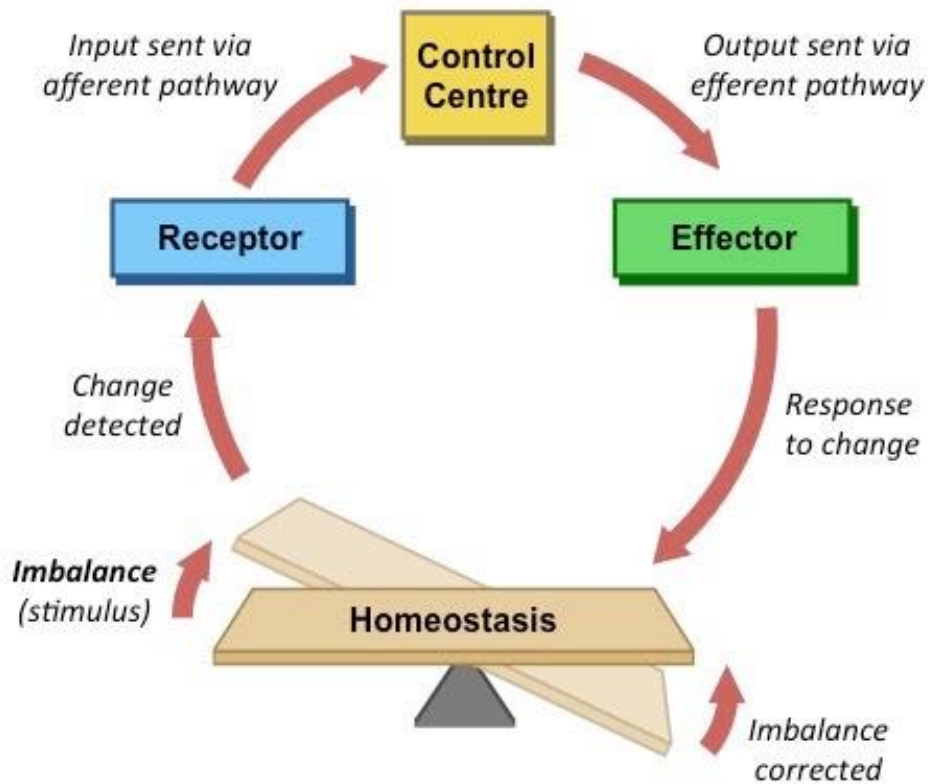 Input sent via
afferent pathway
Control
Centre
Output sent via
efferent pathway
Receptor
Effector
Change
detected
Response
to change
Imbalance
(stimulus)
Homeostasis
Imbalance
corrected